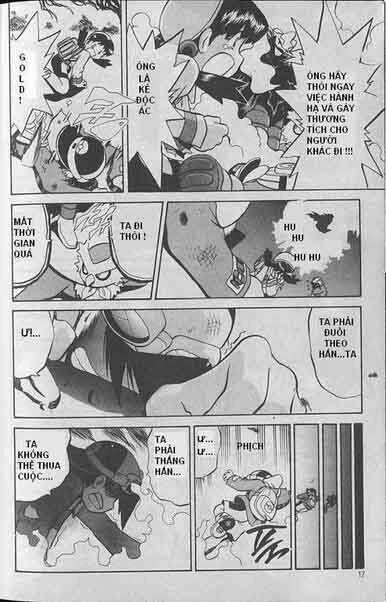 GOLD!
ÔNG
LÀ
KẺ
ĐỘC
ÁC
ÔNG HÃY
THÔI NGAY
VIỆC HÀNH
HẠ VÀ GÂY
THƯƠNG
TÍCH CHO
NGƯỜI
KHÁC ĐI !!!
MẤT
THỜI
GIAN
QUÁ
TA ĐI
THÔI !
HU
HU
HU HU
Ư!...
TA PHẢI
ĐUỔI
THEO
HẮN...TA
TA
KHÔNG
THỂ THUA
CUỘC....
TA
PHẢI
THẮNG
HẮN...
Ư...
Ư...
PHỊCH
17